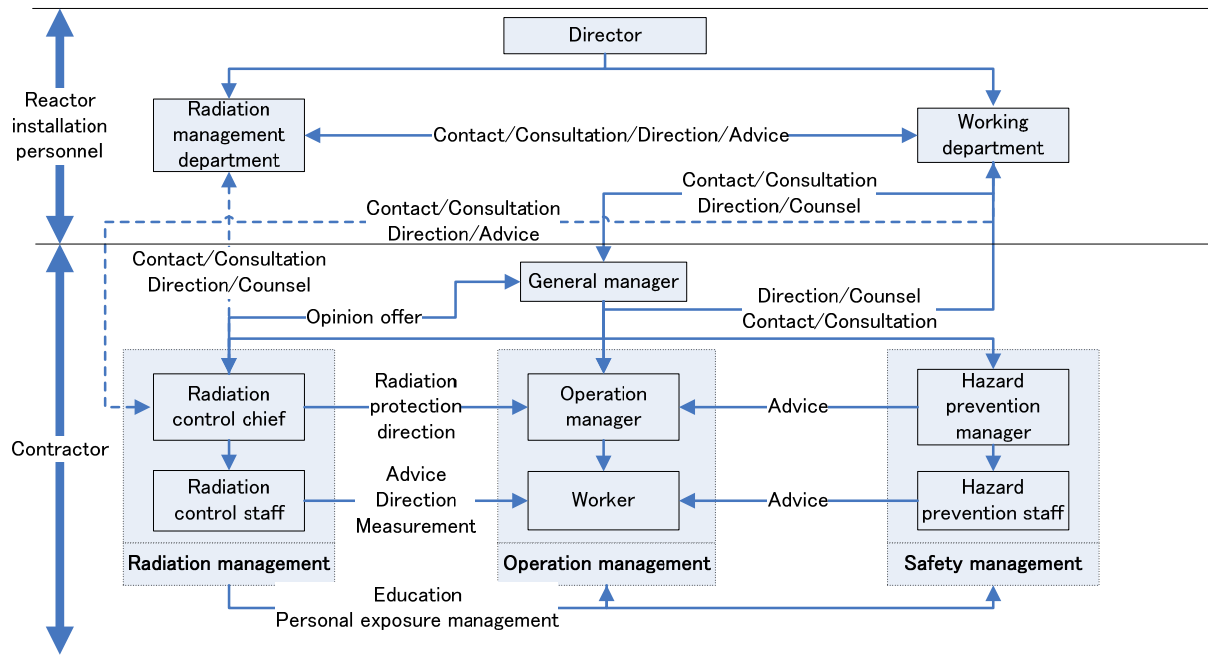 Director
Reactor
installation
personnel
Radiation
management
department
Contact/Consultation/Direction/Advice
Working
department
Contact/Consultation
Direction/Counsel
Contact/Consultation
Direction/Advice
Contact/Consultation
Direction/Counsel
General manager
Opinion offer
Direction/Counsel
Contact/Consultation
Contractor
Radiation
control chief
Radiation
protection
direction
Operation
manager
Advice
Hazard
prevention
manager
Radiation
control staff
Advice
Direction
Measurement
Worker
Advice
Hazard
prevention staff
Radiation management
Operation management
Safety management
Education
Personal exposure management